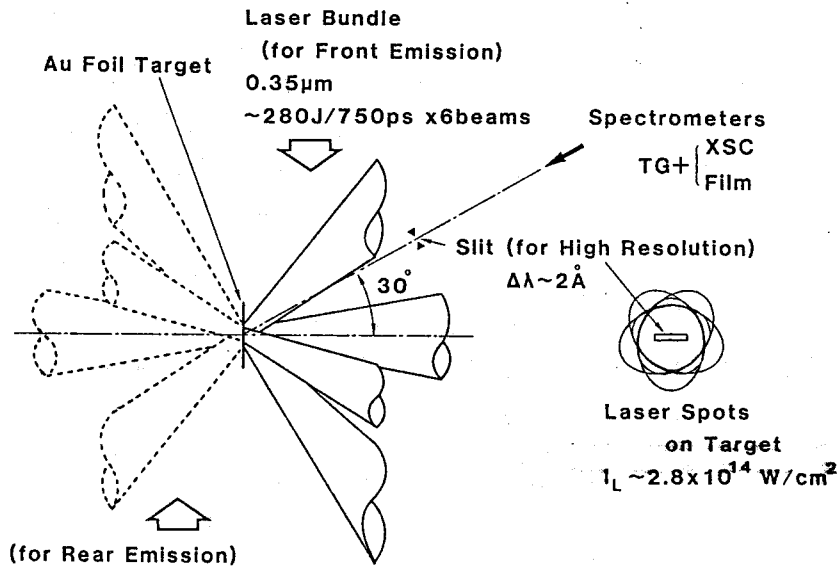 Laser Bundle
(for Front Emission)
Au Foil Target
0.35μm
~280J/750ps x6beams
Spectrometers
TG+{XSC
Film
Slit (for High Resolution)
Δλ~2Å
30°
Laser Spots
on Target
I_L ~2.8x10^14 W/cm^2
(for Rear Emission)